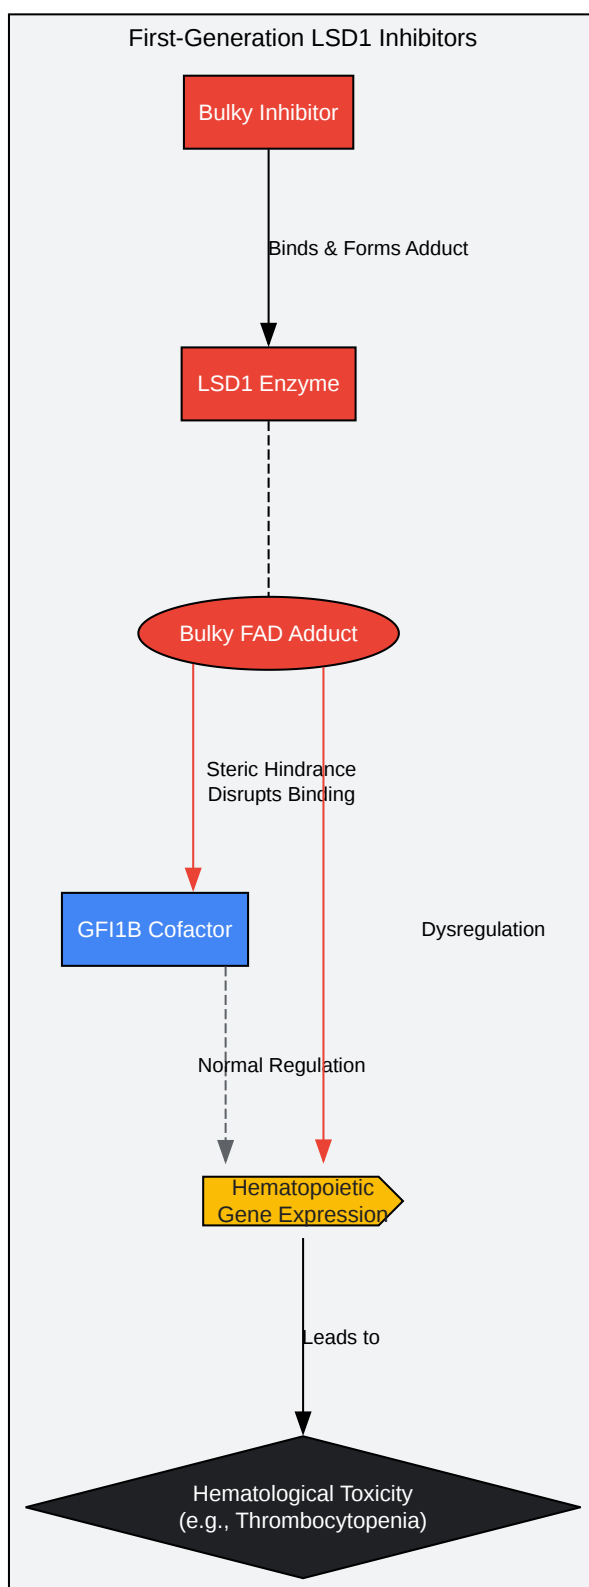 First-Generation LSD1 Inhibitors
Bulky Inhibitor
Binds & Forms Adduct
LSD1 Enzyme
Bulky FAD Adduct
Steric Hindrance
Disrupts Binding
GFI1B Cofactor
Dysregulation
Normal Regulation
Hematopoietic
Gene Expression
Leads to
Hematological Toxicity
(e.g., Thrombocytopenia)